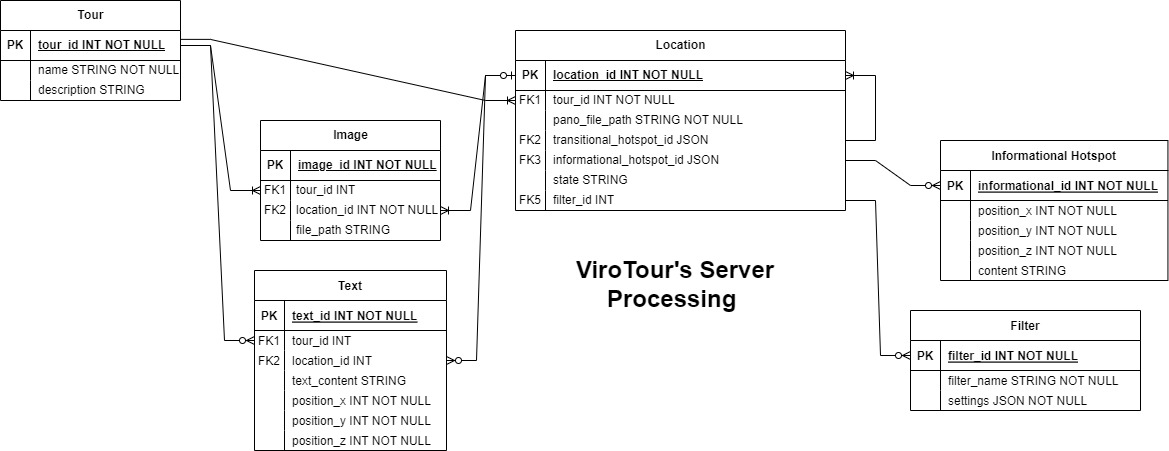 Tour
PK tour_id INT NOT NULL
name STRING NOT NULL
description STRING
Location
PK location_id INT NOT NULL
FK1 tour_id INT NOT NULL
pano_file_path STRING NOT NULL
FK2 transitional_hotspot_id JSON
FK3 informational_hotspot_id JSON
state STRING
FK5 filter_id INT
Image
PK image_id INT NOT NULL
FK1 tour_id INT
FK2 location_id INT NOT NULL
file_path STRING
Informational Hotspot
PK informational_id INT NOT NULL
position_x INT NOT NULL
position_y INT NOT NULL
position_z INT NOT NULL
content STRING
ViroTour's Server
Processing
Text
PK text_id INT NOT NULL
FK1 tour_id INT
FK2 location_id INT
text_content STRING
position_x INT NOT NULL
position_y INT NOT NULL
position_z INT NOT NULL
Filter
PK filter_id INT NOT NULL
filter_name STRING NOT NULL
settings JSON NOT NULL